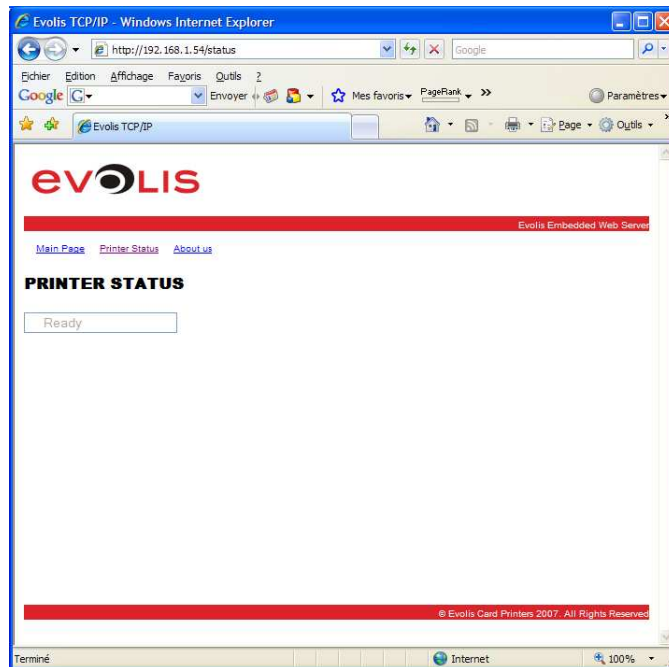 Evolis TCP/IP - Windows Internet Explorer
http://192.168.1.54/status Google
Fichier Edition Affichage Favoris Outils ?
Google G Envoyer Mes favoris PageRank » Paramètres
Evolis TCP/IP Page Outils »
evolis
Evolis Embedded Web Server
Main Page Printer Status About us
PRINTER STATUS
Ready
© Evolis Card Printers 2007. All Rights Reserved
Terminé Internet 100%